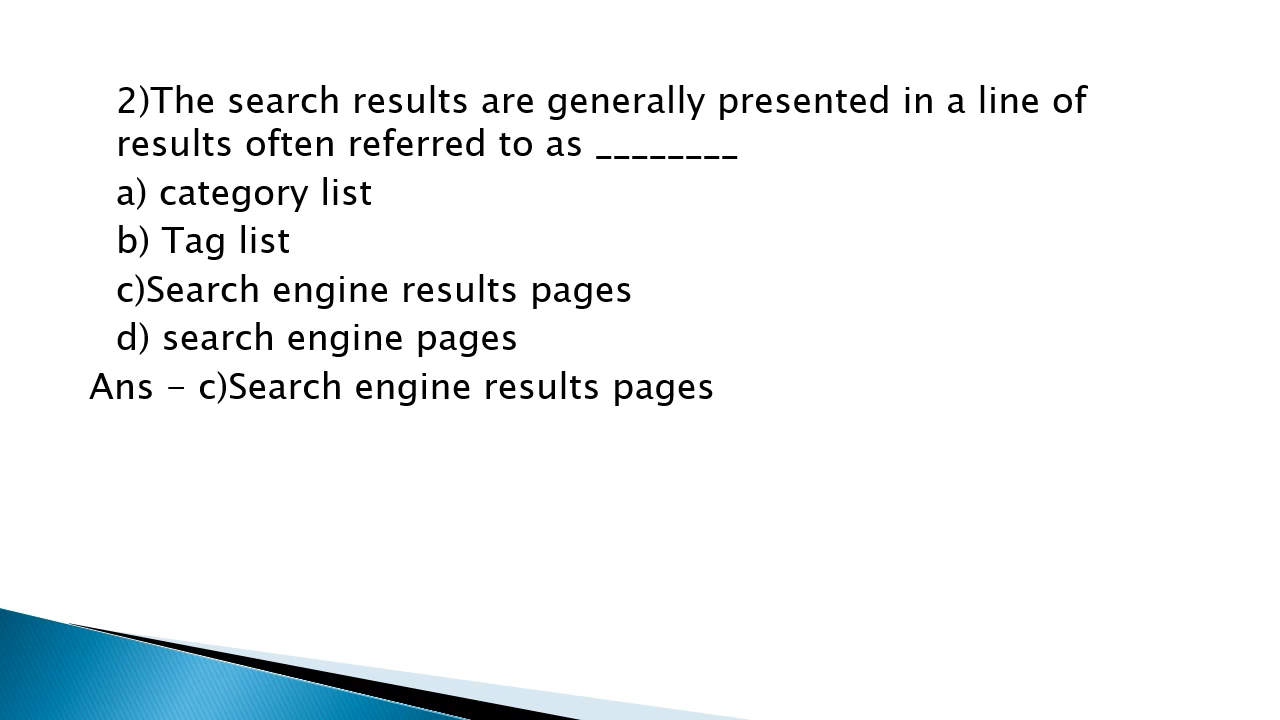 2)The search results are generally presented in a line of
results often referred to as ________
a) category list
b) Tag list
c)Search engine results pages
d) search engine pages
Ans - c)Search engine results pages